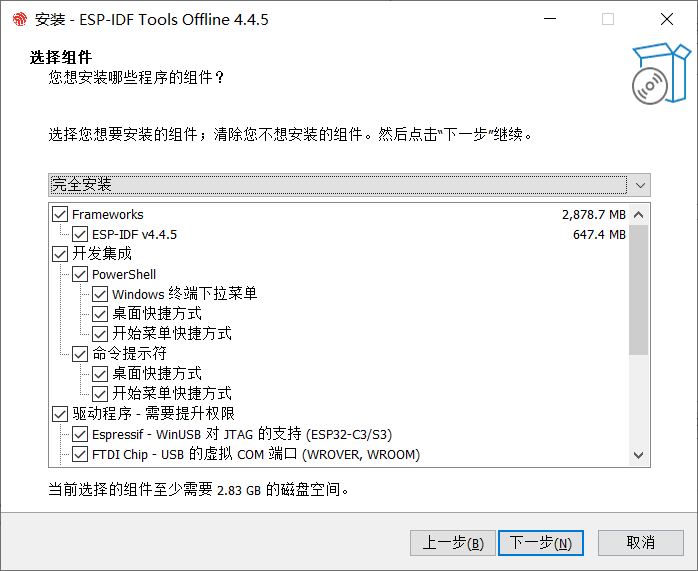 安装 - ESP-IDF Tools Offline 4.4.5
选择组件
您想安装哪些程序的组件？
选择您想要安装的组件；清除您不想安装的组件。然后点击“下一步”继续。
完全安装
Frameworks 2,878.7 MB
ESP-IDF v4.4.5 647.4 MB
开发集成
PowerShell
Windows 终端下拉菜单
桌面快捷方式
开始菜单快捷方式
命令提示符
桌面快捷方式
开始菜单快捷方式
驱动程序 - 需要提升权限
Espressif - WinUSB 对 JTAG 的支持 (ESP32-C3/S3)
FTDI Chip - USB 的虚拟 COM 端口 (WROVER, WROOM)
当前选择的组件至少需要 2.83 GB 的磁盘空间。
上一步(B) 下一步(N) 取消